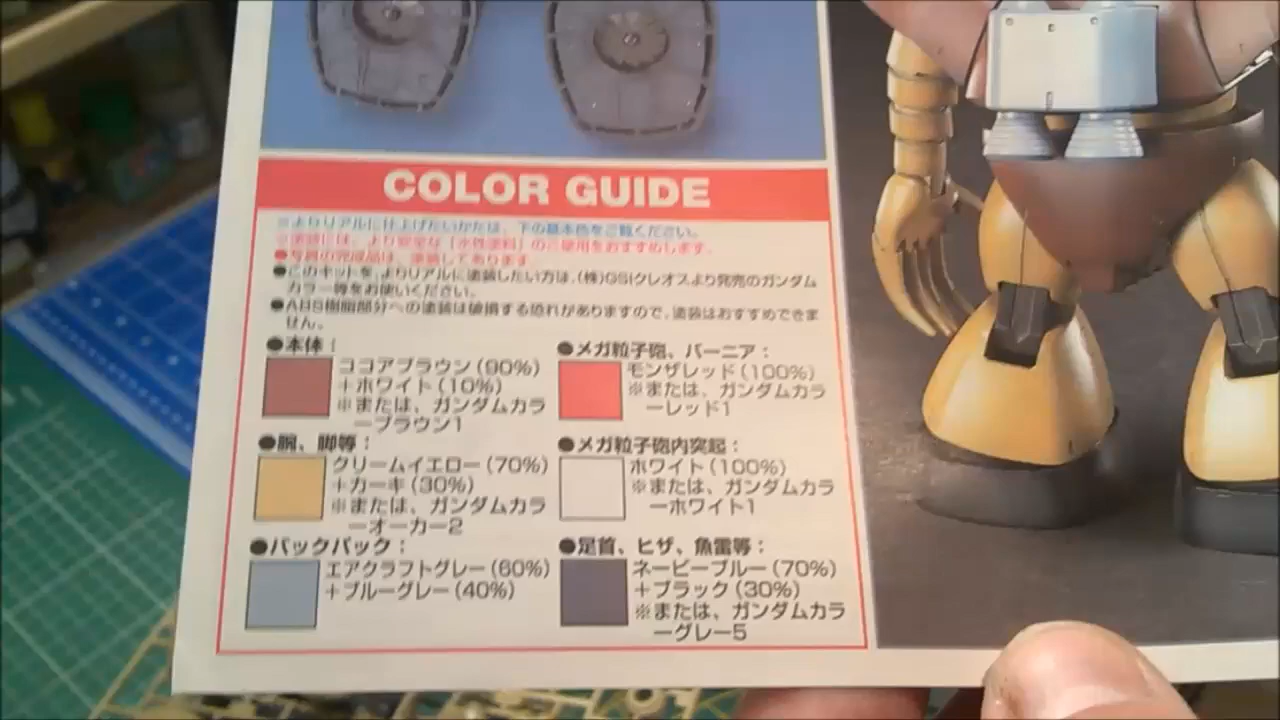 COLOR GUIDE
※よりリアルに仕上げたいかたは、下の基本色をご覧ください。
※塗装には、より安全な「水性塗料」のご使用をおすすめします。
●写真の完成品は、塗装してあります。
●このキットを、よりリアルに塗装したい方は、(株)GSIクレオスより発売のガンダム
カラー等をお使いください。
●ABS樹脂部分への塗装は破損する恐れがありますので、塗装はおすすめできま
せん。
●本体：
ココアブラウン(90%)
＋ホワイト(10%)
※または、ガンダムカラ
ーブラウン1
●腕、脚等：
クリームイエロー(70%)
＋カーキ(30%)
※または、ガンダムカラ
ーオーカー2
●バックパック：
エアクラフトグレー(60%)
＋ブルーグレー(40%)
●メガ粒子砲、バーニア：
モンザレッド(100%)
※または、ガンダムカラ
ーレッド1
●メガ粒子砲内突起：
ホワイト(100%)
※または、ガンダムカラ
ーホワイト1
●足首、ヒザ、魚雷等：
ネービーブルー(70%)
＋ブラック(30%)
※または、ガンダムカラ
ーグレー5